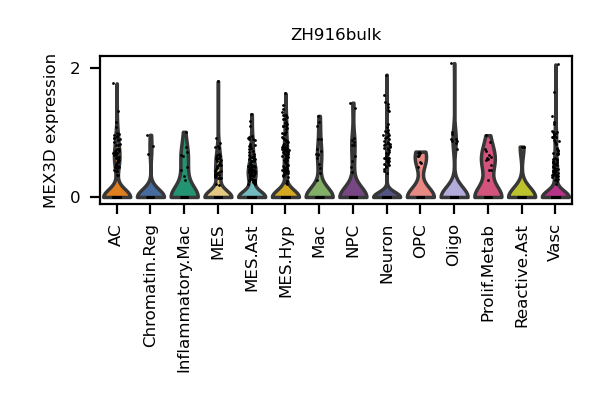 ZH916bulk
MEX3D expression
2
0
AC
Chromatin.Reg
Inflammatory.Mac
MES
MES.Ast
MES.Hyp
Mac
NPC
Neuron
OPC
Oligo
Prolif.Metab
Reactive.Ast
Vasc